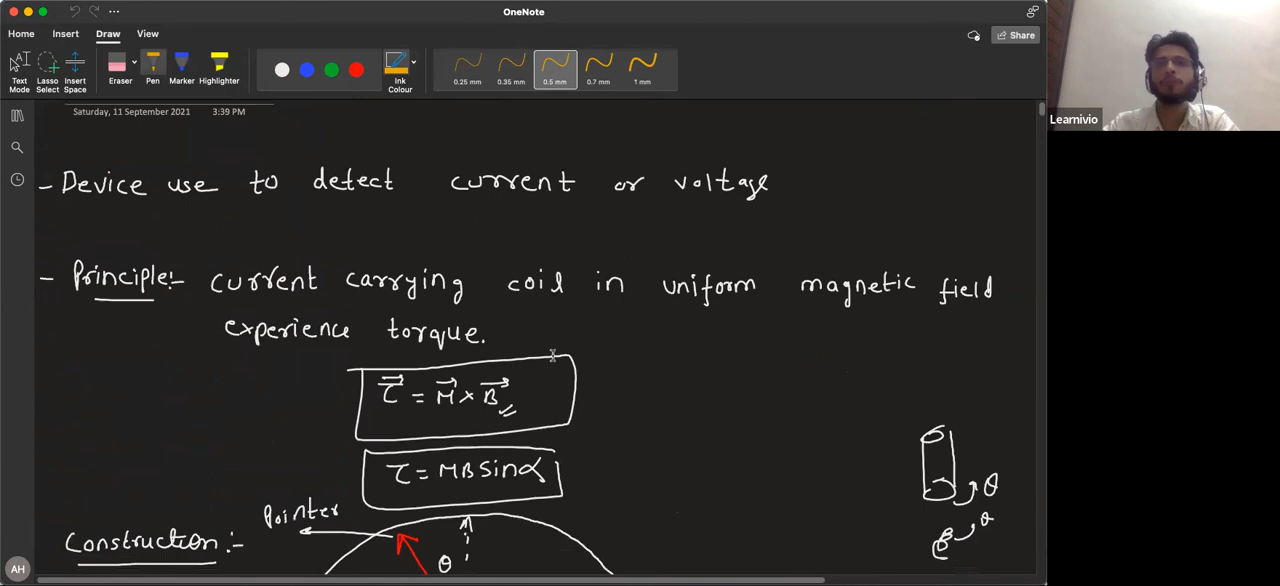 OneNote
Home Insert Draw View
Share
Text Mode
Lasso Select
Insert Space
Eraser
Pen
Marker
Highlighter
Ink Colour
0.25 mm
0.35 mm
0.5 mm
0.7 mm
1 mm
Learnivio
Saturday, 11 September 2021 3:39 PM
- Device use to detect current or voltage
- Principle:- current carrying coil in uniform magnetic field
experience torque.
τ⃗ = M⃗ × B⃗
τ = MB sin α
θ
θ
Pointer
Construction :-
θ
AH